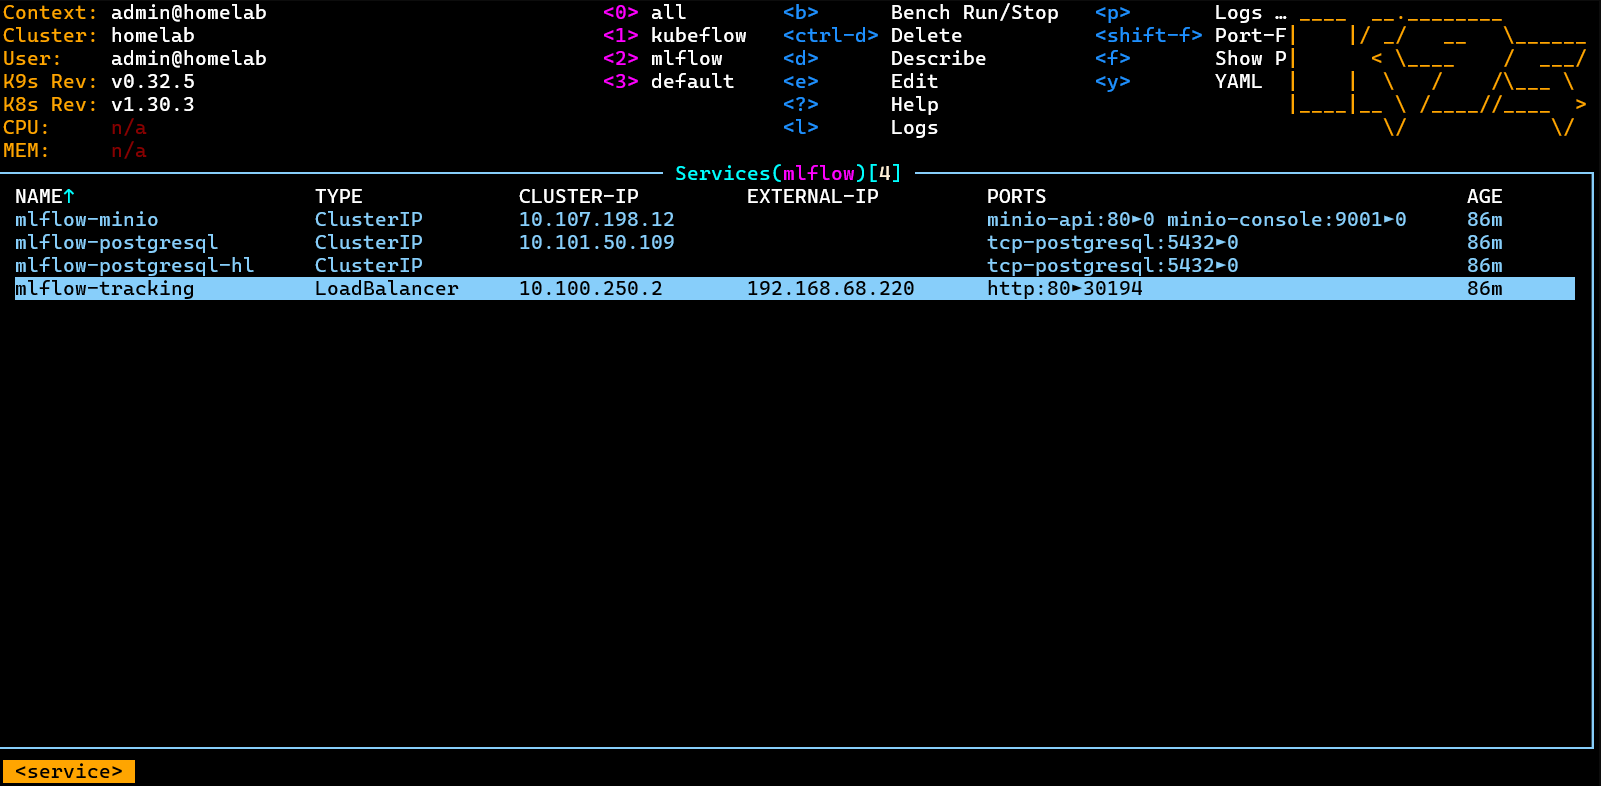 Context: admin@homelab <0> all <b> Bench Run/Stop <p> Logs …
Cluster: homelab <1> kubeflow <ctrl-d> Delete <shift-f> Port-F
User: admin@homelab <2> mlflow <d> Describe <f> Show P
K9s Rev: v0.32.5 <3> default <e> Edit <y> YAML
K8s Rev: v1.30.3 <?> Help
CPU: n/a <l> Logs
MEM: n/a
Services(mlflow)[4]
NAME↑ TYPE CLUSTER-IP EXTERNAL-IP PORTS AGE
mlflow-minio ClusterIP 10.107.198.12 minio-api:80►0 minio-console:9001►0 86m
mlflow-postgresql ClusterIP 10.101.50.109 tcp-postgresql:5432►0 86m
mlflow-postgresql-hl ClusterIP tcp-postgresql:5432►0 86m
mlflow-tracking LoadBalancer 10.100.250.2 192.168.68.220 http:80►30194 86m
<service>